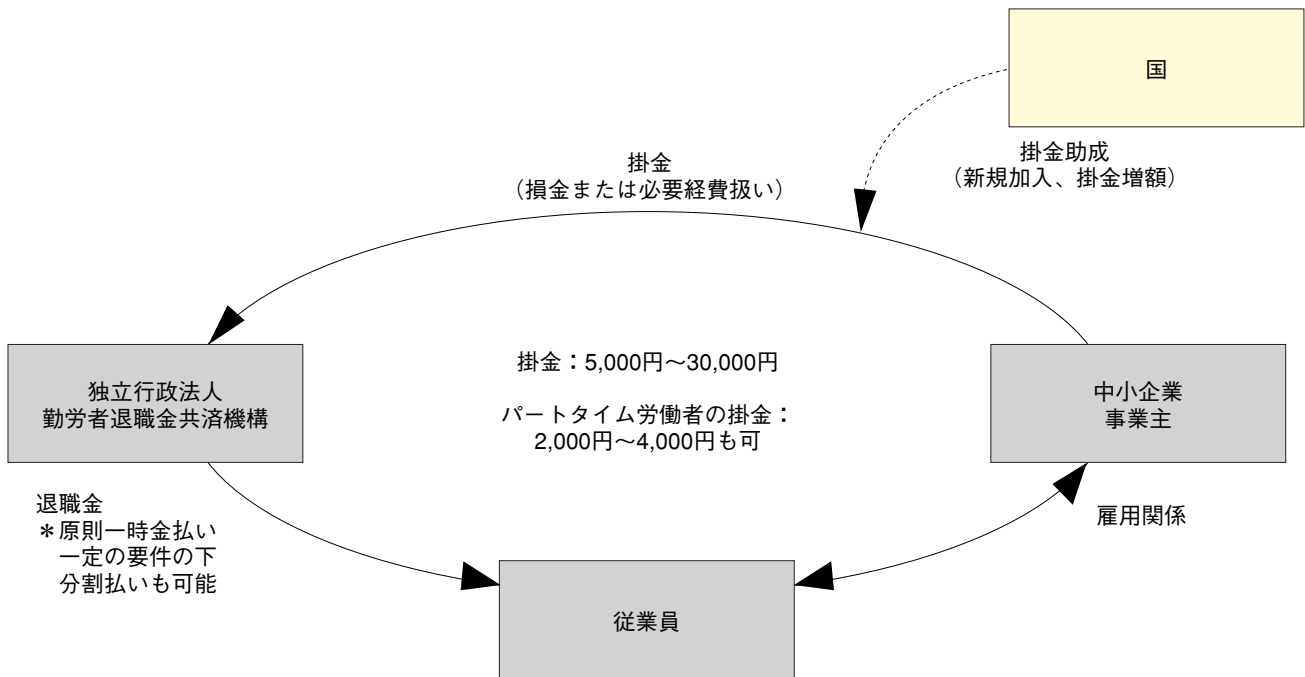 国
掛金助成
(新規加入、掛金増額)
掛金
(損金または必要経費扱い)
掛金：5,000円～30,000円
パートタイム労働者の掛金：
2,000円～4,000円も可
独立行政法人
勤労者退職金共済機構
中小企業
事業主
退職金
＊原則一時金払い
一定の要件の下
分割払いも可能
雇用関係
従業員